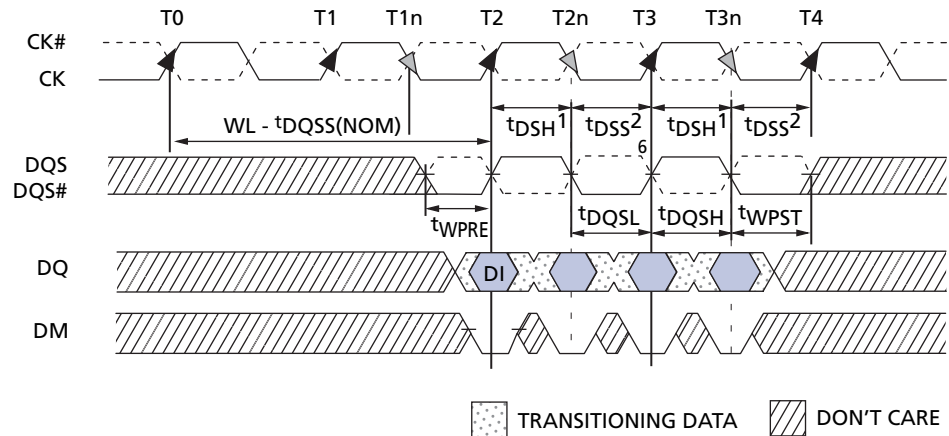 T0 T1 T1n T2 T2n T3 T3n T4
CK#
CK
WL - tDQSS(NOM)
tDSH1 tDSS2 tDSH1 tDSS2
6
DQS
DQS#
tWPRE
tDQSL tDQSH tWPST
DQ
DI
DM
TRANSITIONING DATA DON'T CARE